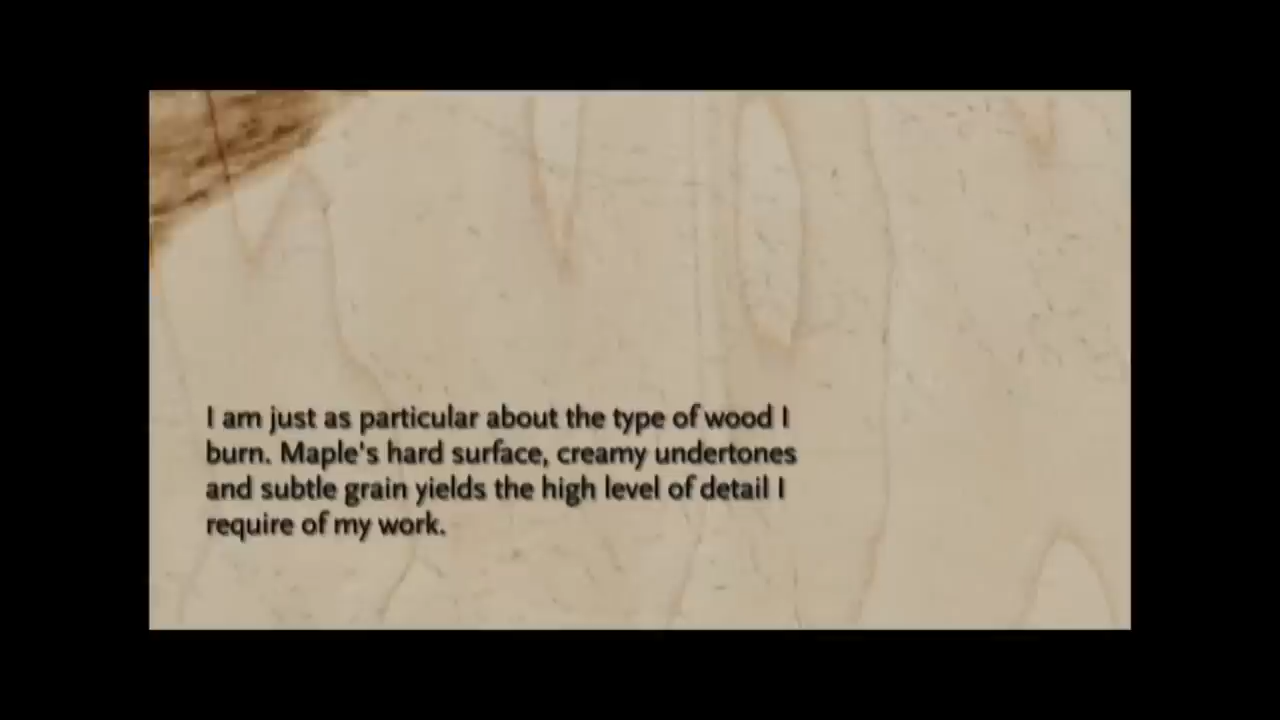 I am just as particular about the type of wood I
burn. Maple's hard surface, creamy undertones
and subtle grain yields the high level of detail I
require of my work.